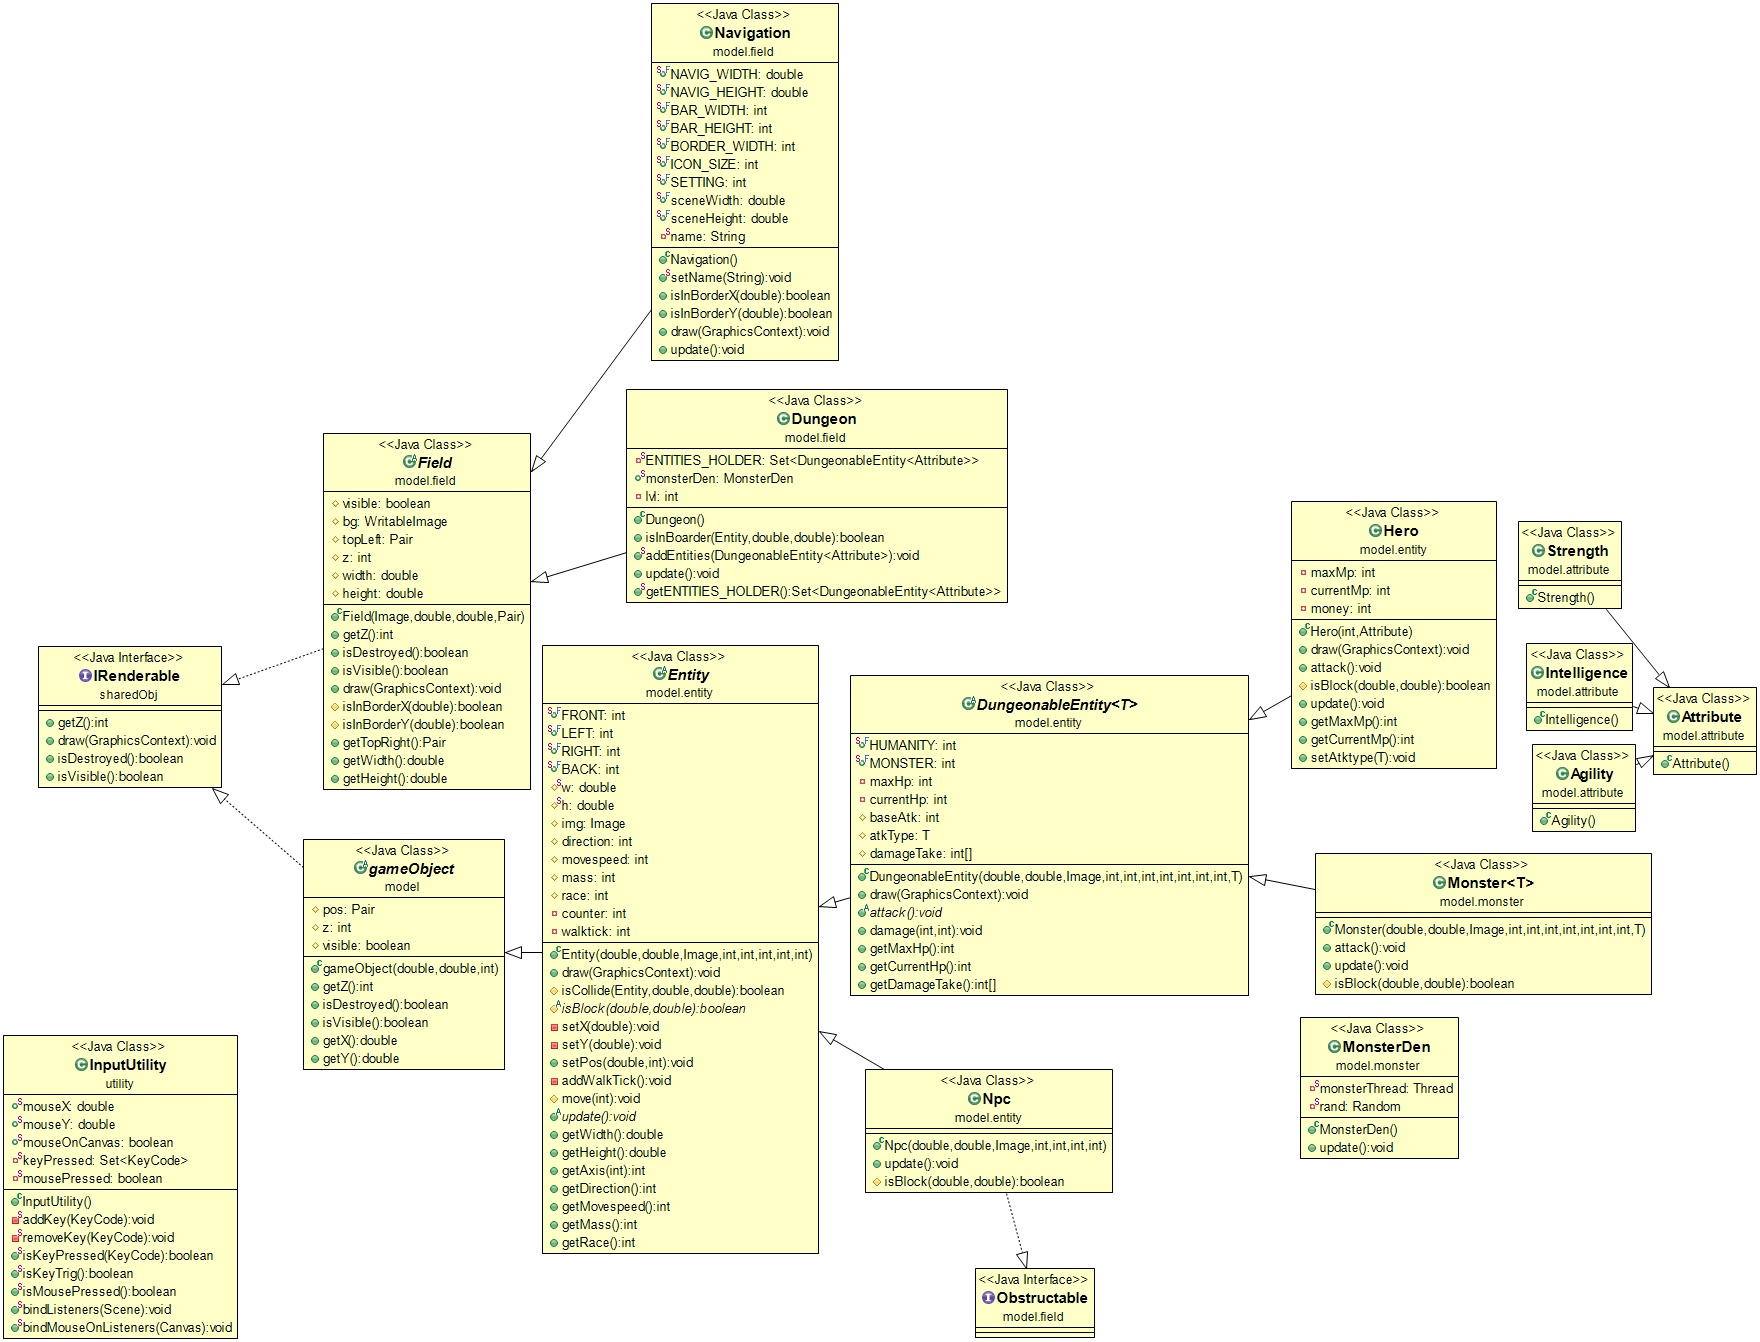 <<Java Class>>
Navigation
model.field
NAVIG_WIDTH: double
NAVIG_HEIGHT: double
BAR_WIDTH: int
BAR_HEIGHT: int
BORDER_WIDTH: int
ICON_SIZE: int
SETTING: int
sceneWidth: double
sceneHeight: double
name: String
Navigation()
setName(String):void
isInBorderX(double):boolean
isInBorderY(double):boolean
draw(GraphicsContext):void
update():void
<<Java Class>>
Dungeon
model.field
ENTITIES_HOLDER: Set<DungeonableEntity<Attribute>>
monsterDen: MonsterDen
lvl: int
Dungeon()
isInBoarder(Entity,double,double):boolean
addEntities(DungeonableEntity<Attribute>):void
update():void
getENTITIES_HOLDER():Set<DungeonableEntity<Attribute>>
<<Java Class>>
Field
model.field
visible: boolean
bg: WritableImage
topLeft: Pair
z: int
width: double
height: double
Field(Image,double,double,Pair)
getZ():int
isDestroyed():boolean
isVisible():boolean
draw(GraphicsContext):void
isInBorderX(double):boolean
isInBorderY(double):boolean
getTopRight():Pair
getWidth():double
getHeight():double
<<Java Interface>>
IRenderable
sharedObj
getZ():int
draw(GraphicsContext):void
isDestroyed():boolean
isVisible():boolean
<<Java Class>>
gameObject
model
pos: Pair
z: int
visible: boolean
gameObject(double,double,int)
getZ():int
isDestroyed():boolean
isVisible():boolean
getX():double
getY():double
<<Java Class>>
InputUtility
utility
mouseX: double
mouseY: double
mouseOnCanvas: boolean
keyPressed: Set<KeyCode>
mousePressed: boolean
InputUtility()
addKey(KeyCode):void
removeKey(KeyCode):void
isKeyPressed(KeyCode):boolean
isKeyTrig():boolean
isMousePressed():boolean
bindListeners(Scene):void
bindMouseOnListeners(Canvas):void
<<Java Class>>
Entity
model.entity
FRONT: int
LEFT: int
RIGHT: int
BACK: int
w: double
h: double
img: Image
direction: int
movespeed: int
mass: int
race: int
counter: int
walktick: int
Entity(double,double,Image,int,int,int,int,int)
draw(GraphicsContext):void
isCollide(Entity,double,double):boolean
isBlock(double,double):boolean
setX(double):void
setY(double):void
setPos(double,int):void
addWalkTick():void
move(int):void
update():void
getWidth():double
getHeight():double
getAxis(int):int
getDirection():int
getMovespeed():int
getMass():int
getRace():int
<<Java Class>>
DungeonableEntity<T>
model.entity
HUMANITY: int
MONSTER: int
maxHp: int
currentHp: int
baseAtk: int
atkType: T
damageTake: int[]
DungeonableEntity(double,double,Image,int,int,int,int,int,int,int,T)
draw(GraphicsContext):void
attack():void
damage(int,int):void
getMaxHp():int
getCurrentHp():int
getDamageTake():int[]
<<Java Class>>
Npc
model.entity
Npc(double,double,Image,int,int,int,int)
update():void
isBlock(double,double):boolean
<<Java Interface>>
Obstructable
model.field
<<Java Class>>
Hero
model.entity
maxMp: int
currentMp: int
money: int
Hero(int,Attribute)
draw(GraphicsContext):void
attack():void
isBlock(double,double):boolean
update():void
getMaxMp():int
getCurrentMp():int
setAtktype(T):void
<<Java Class>>
Strength
model.attribute
Strength()
<<Java Class>>
Intelligence
model.attribute
Intelligence()
<<Java Class>>
Attribute
model.attribute
Attribute()
<<Java Class>>
Agility
model.attribute
Agility()
<<Java Class>>
Monster<T>
model.monster
Monster(double,double,Image,int,int,int,int,int,int,int,T)
attack():void
update():void
isBlock(double,double):boolean
<<Java Class>>
MonsterDen
model.monster
monsterThread: Thread
rand: Random
MonsterDen()
update():void